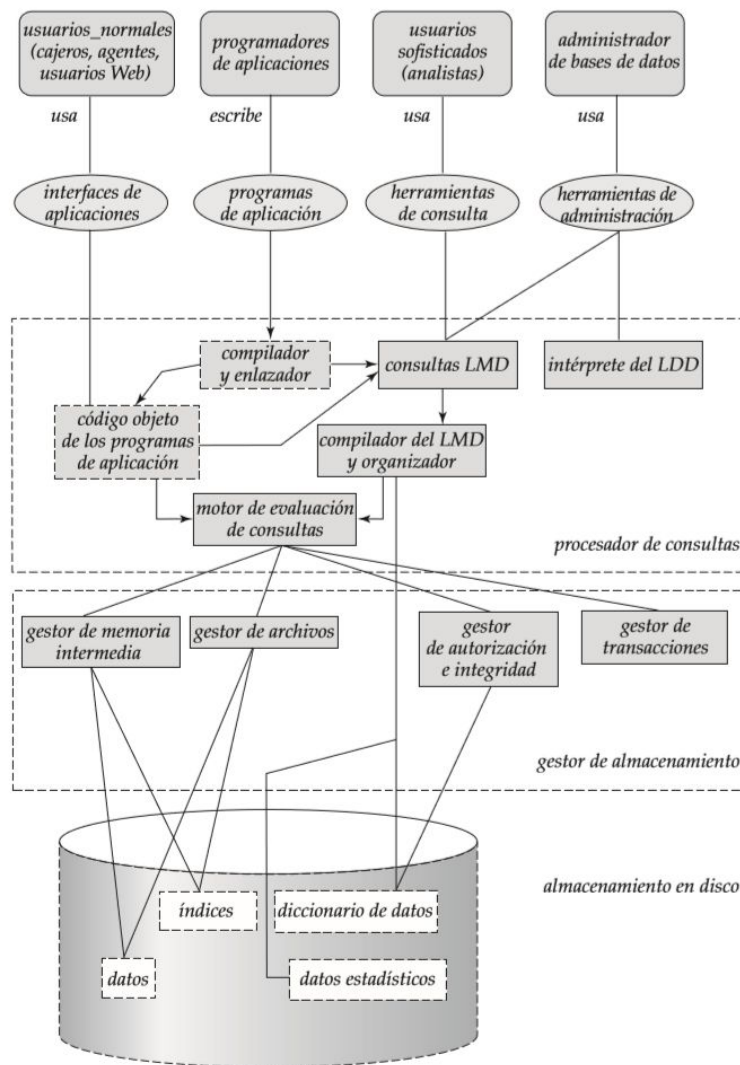 usuarios_normales
(cajeros, agentes,
usuarios Web)
programadores
de aplicaciones
usuarios
sofisticados
(analistas)
administrador
de bases de datos
usa
escribe
usa
usa
interfaces de
aplicaciones
programas
de aplicación
herramientas
de consulta
herramientas de
administración
compilador
y enlazador
consultas LMD
intérprete del LDD
código objeto
de los programas
de aplicación
compilador del LMD
y organizador
motor de evaluación
de consultas
procesador de consultas
gestor de memoria
intermedia
gestor de archivos
gestor
de autorización
e integridad
gestor de
transacciones
gestor de almacenamiento
almacenamiento en disco
índices
diccionario de datos
datos
datos estadísticos